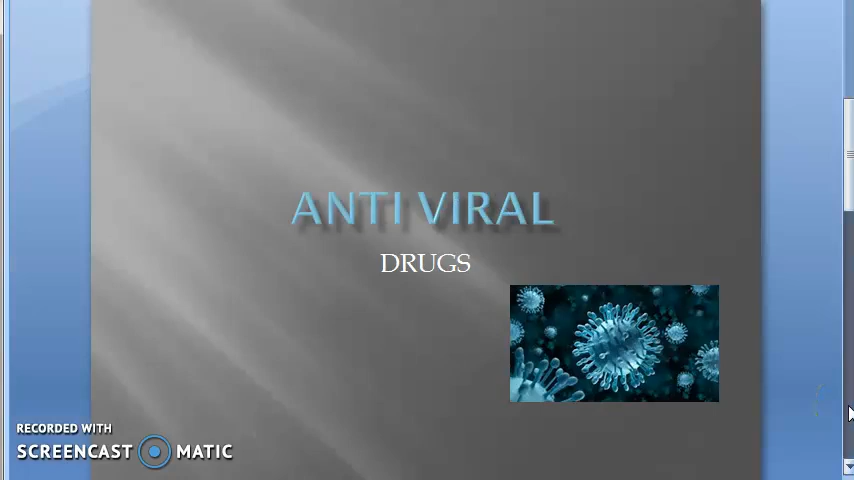 ANTI VIRAL
DRUGS
RECORDED WITH
SCREENCAST MATIC